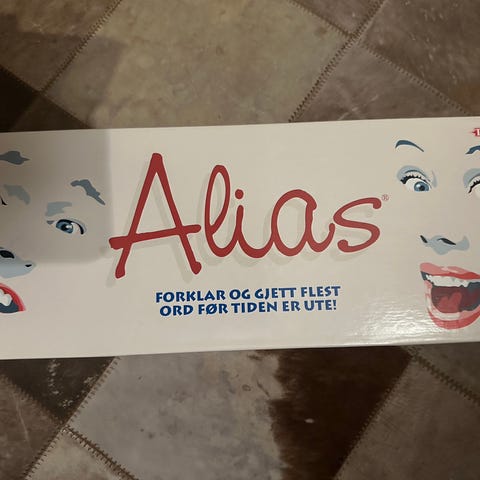 Alias®
FORKLAR OG GJETT FLEST
ORD FØR TIDEN ER UTE!